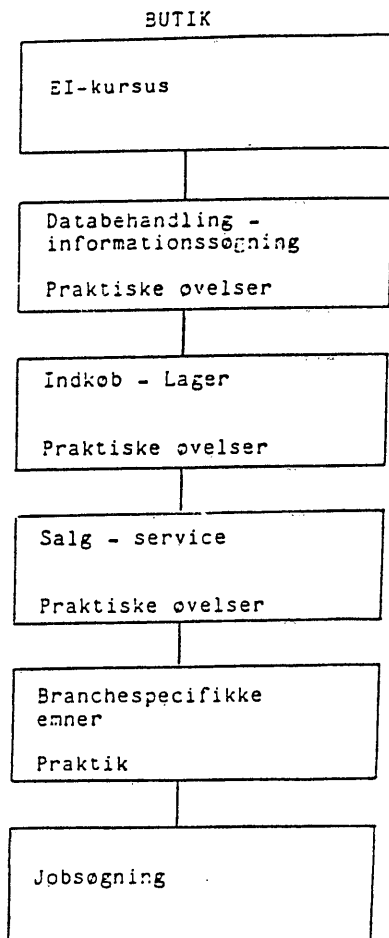 BUTIK
EI-kursus
Databehandling -
informationssøgning
Praktiske øvelser
Indkøb - Lager
Praktiske øvelser
Salg - service
Praktiske øvelser
Branchespecifikke
emner
Praktik
Jobsøgning